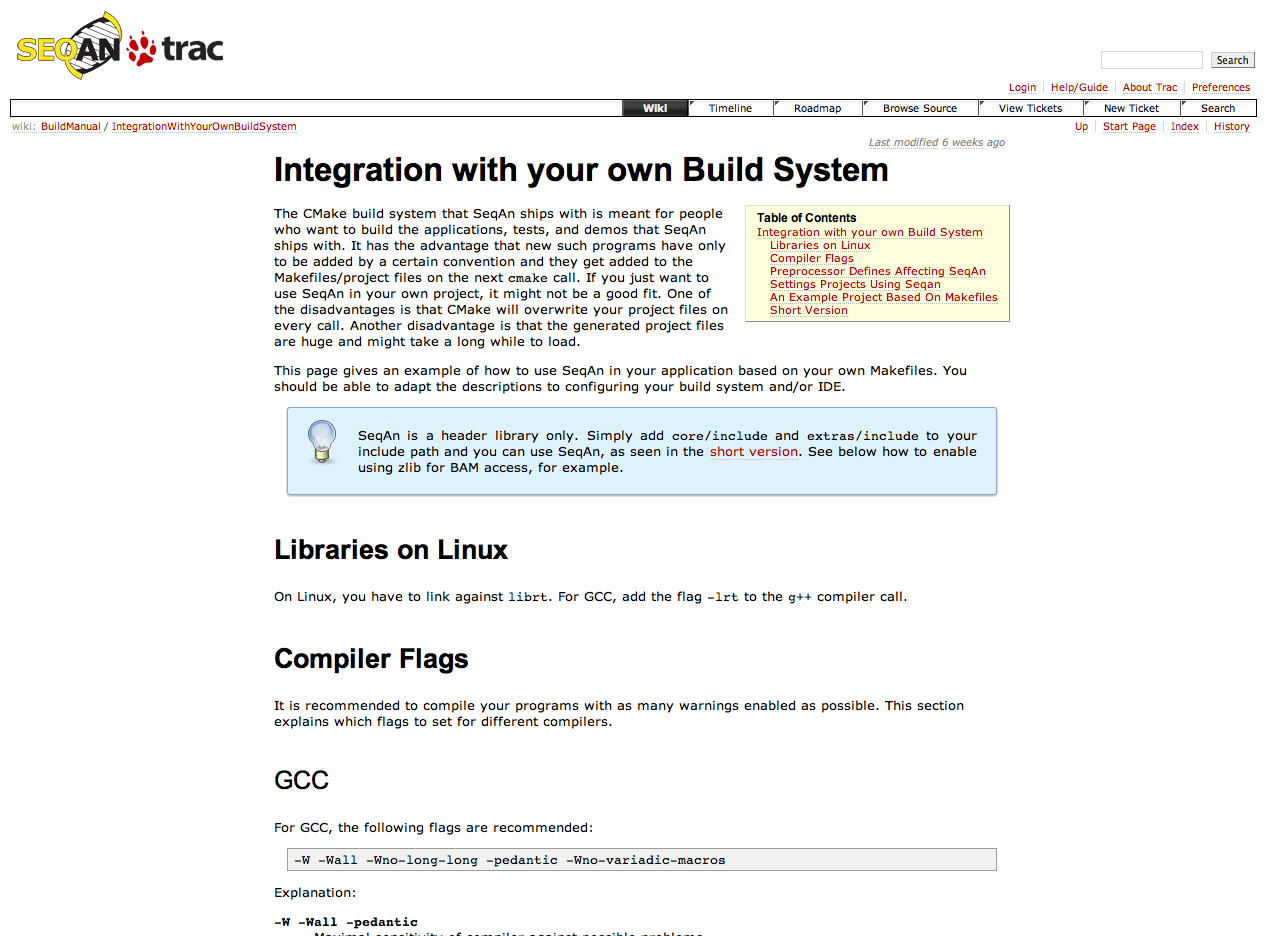 SEQAN trac
Search
Login Help/Guide About Trac Preferences
Wiki Timeline Roadmap Browse Source View Tickets New Ticket Search
wiki: BuildManual / IntegrationWithYourOwnBuildSystem
Up Start Page Index History
Last modified 6 weeks ago
Integration with your own Build System
The CMake build system that SeqAn ships with is meant for people
who want to build the applications, tests, and demos that SeqAn
ships with. It has the advantage that new such programs have only
to be added by a certain convention and they get added to the
Makefiles/project files on the next cmake call. If you just want to
use SeqAn in your own project, it might not be a good fit. One of
the disadvantages is that CMake will overwrite your project files on
every call. Another disadvantage is that the generated project files
are huge and might take a long while to load.
Table of Contents
Integration with your own Build System
Libraries on Linux
Compiler Flags
Preprocessor Defines Affecting SeqAn
Settings Projects Using Seqan
An Example Project Based On Makefiles
Short Version
This page gives an example of how to use SeqAn in your application based on your own Makefiles. You
should be able to adapt the descriptions to configuring your build system and/or IDE.
SeqAn is a header library only. Simply add core/include and extras/include to your
include path and you can use SeqAn, as seen in the short version. See below how to enable
using zlib for BAM access, for example.
Libraries on Linux
On Linux, you have to link against librt. For GCC, add the flag -lrt to the g++ compiler call.
Compiler Flags
It is recommended to compile your programs with as many warnings enabled as possible. This section
explains which flags to set for different compilers.
GCC
For GCC, the following flags are recommended:
-W -Wall -Wno-long-long -pedantic -Wno-variadic-macros
Explanation:
-W -Wall -pedantic
Maximal sensitivity of compiler against possible problems.